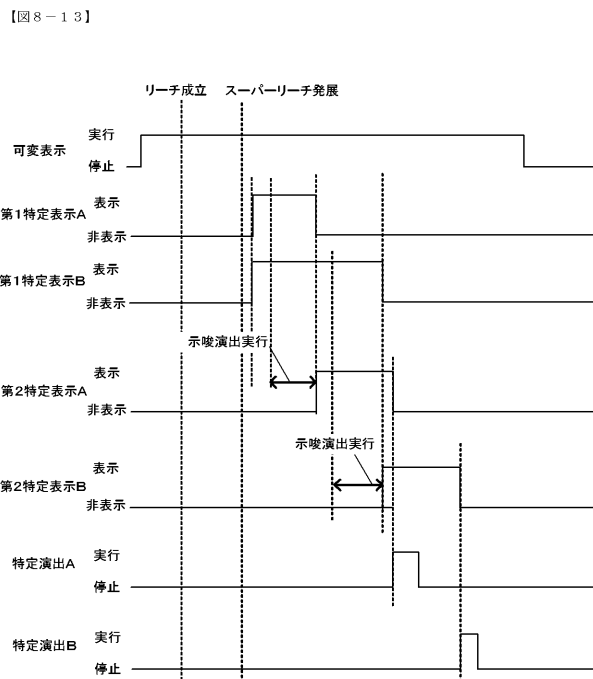 【図８－１３】
リーチ成立 スーパーリーチ発展
可変表示
実行
停止
第1特定表示A
表示
非表示
第1特定表示B
表示
非表示
示唆演出実行
第2特定表示A
表示
非表示
示唆演出実行
第2特定表示B
表示
非表示
特定演出A
実行
停止
特定演出B
実行
停止